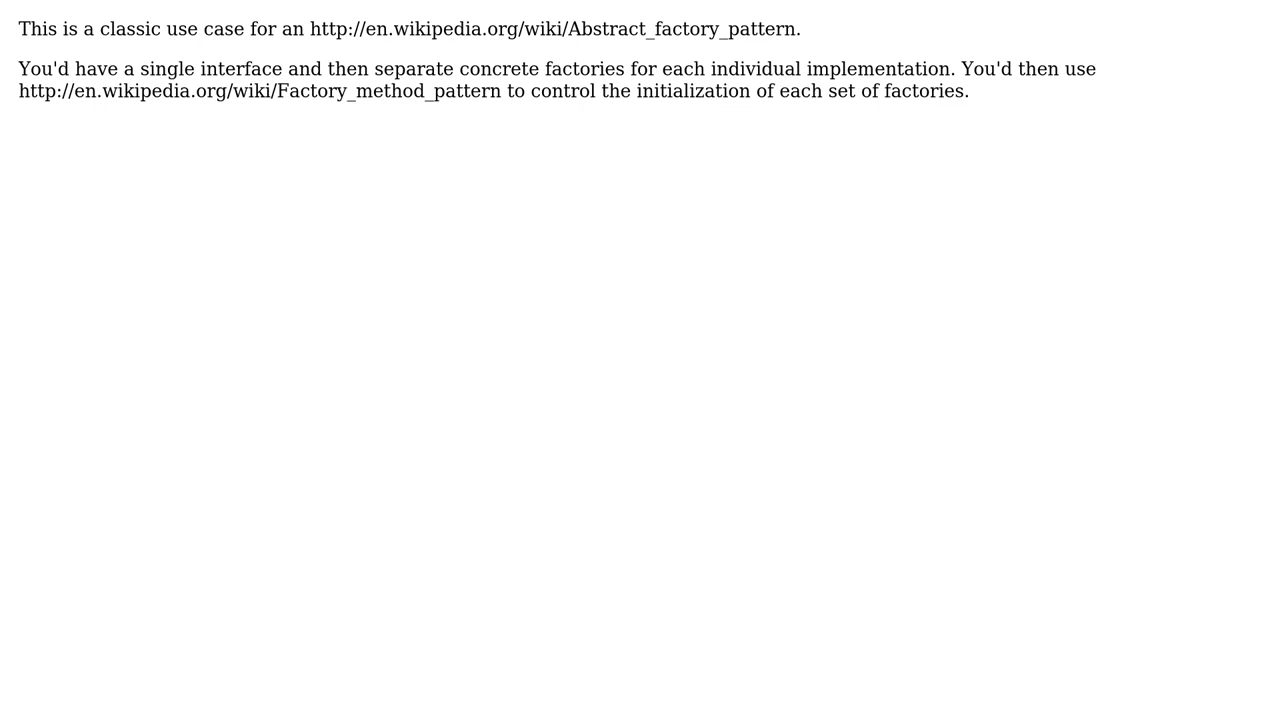 This is a classic use case for an http://en.wikipedia.org/wiki/Abstract_factory_pattern.
You'd have a single interface and then separate concrete factories for each individual implementation. You'd then use
http://en.wikipedia.org/wiki/Factory_method_pattern to control the initialization of each set of factories.